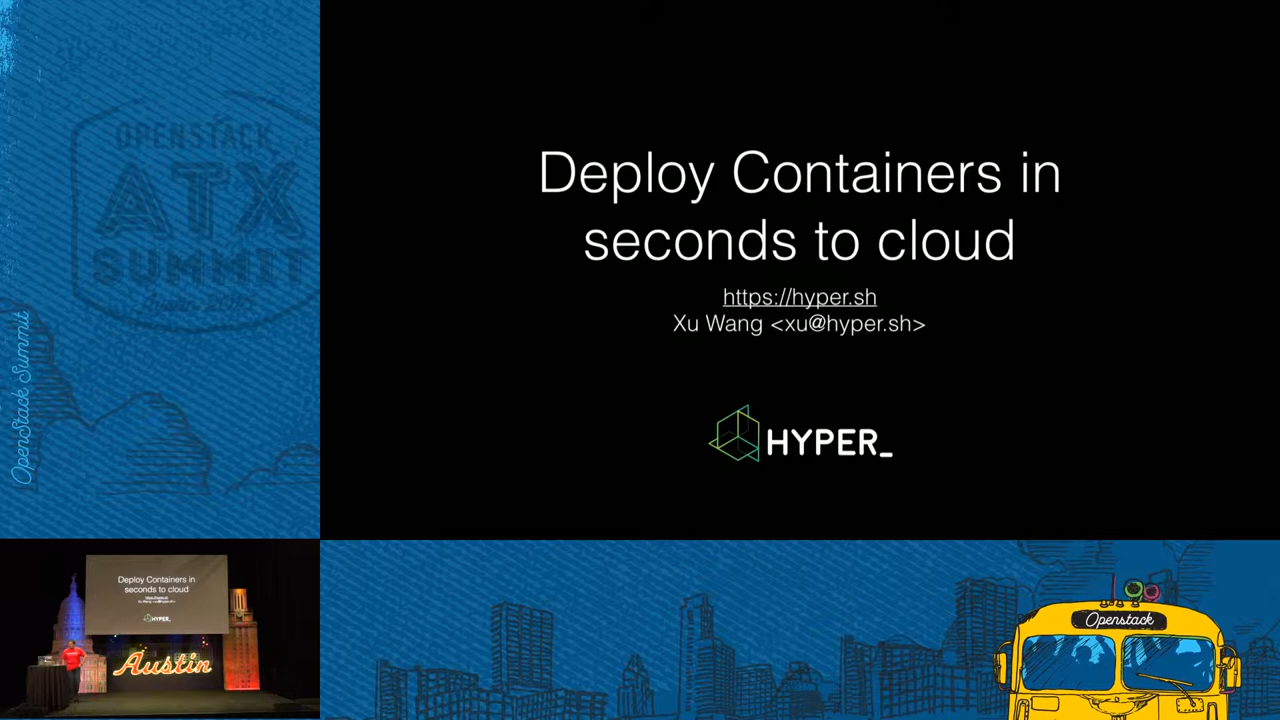 OPENSTACK
ATX
SUMMIT
OpenStack Summit
Deploy Containers in
seconds to cloud
https://hyper.sh
Xu Wang <xu@hyper.sh>
HYPER_
Deploy Containers in
seconds to cloud
HYPER_
Austin
Openstack